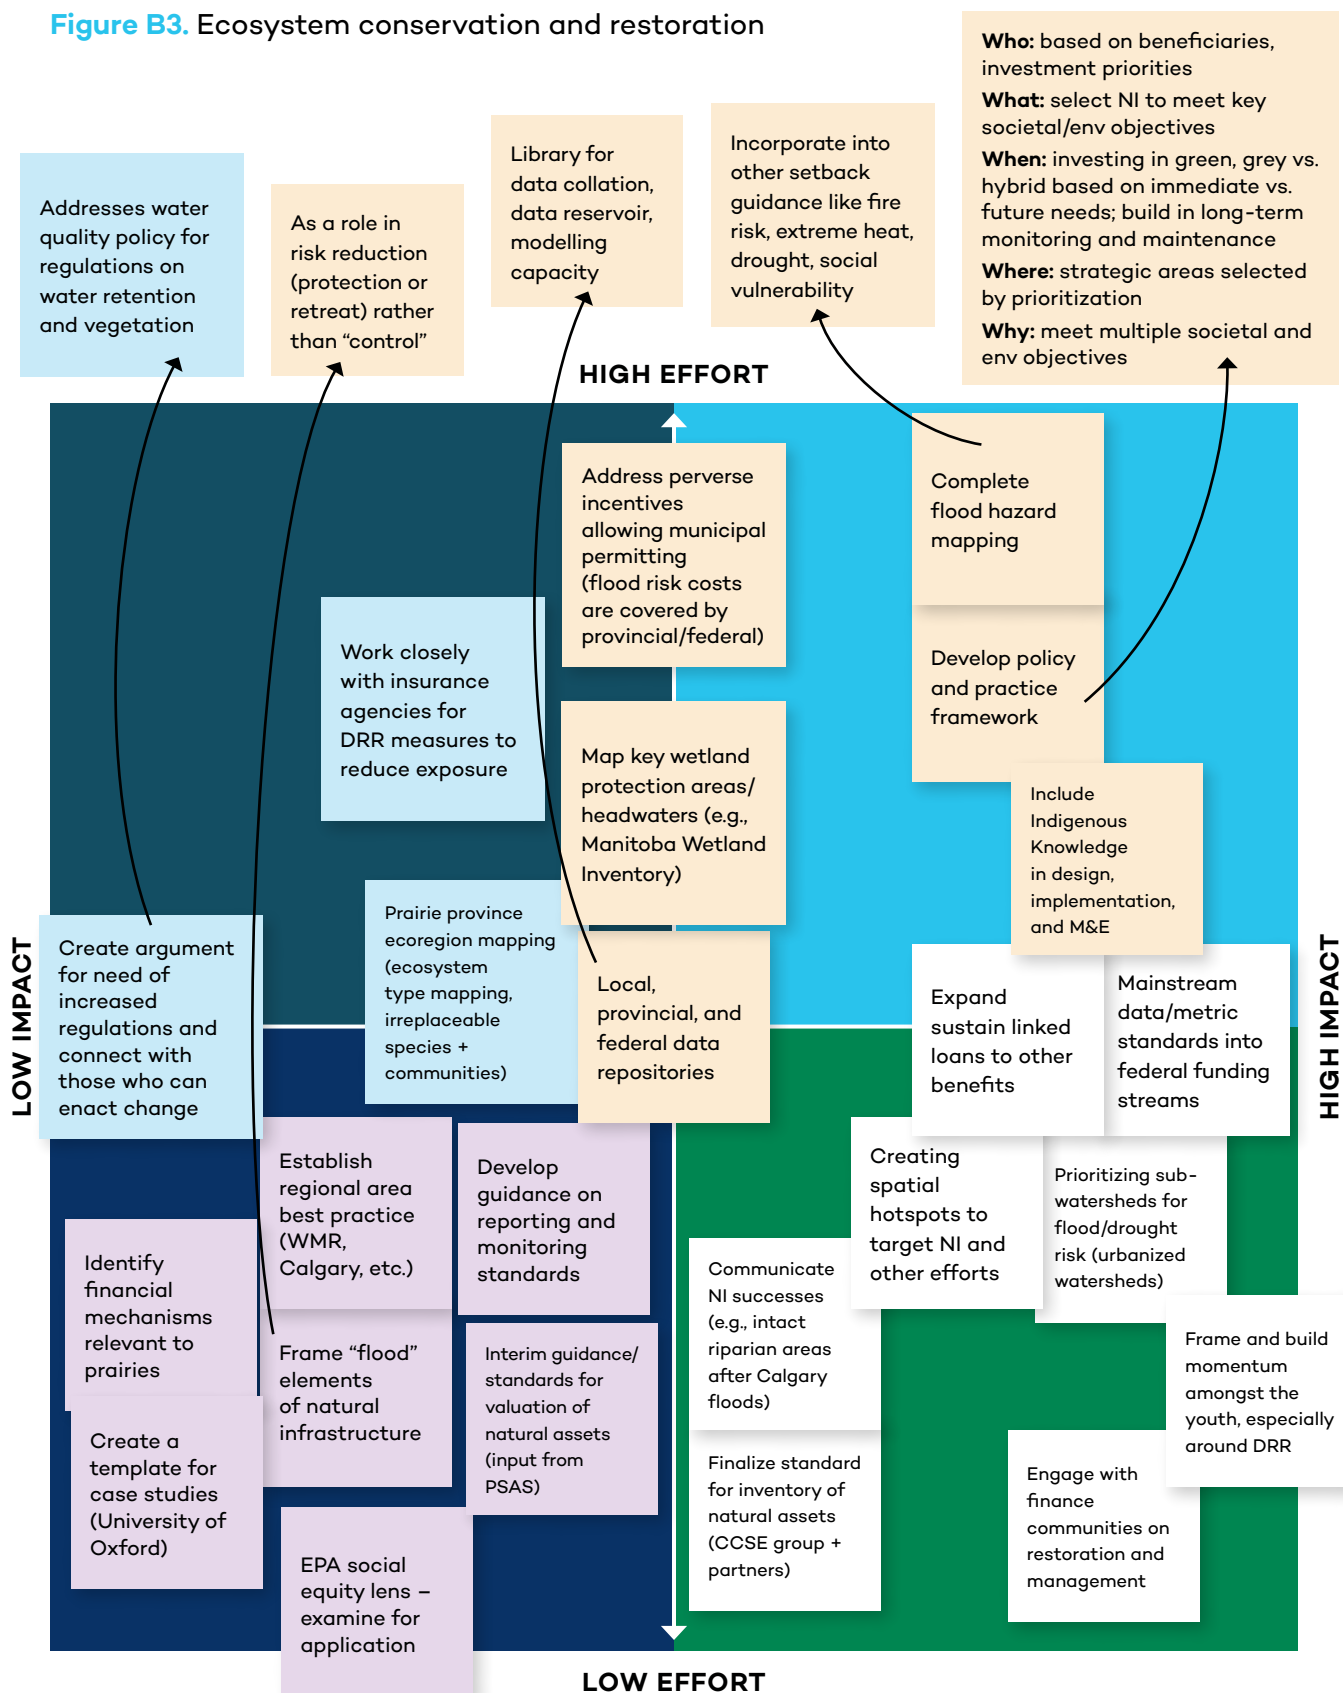 Figure B3. Ecosystem conservation and restoration
Who: based on beneficiaries,
investment priorities
What: select NI to meet key
societal/env objectives
When: investing in green, grey vs.
hybrid based on immediate vs.
future needs; build in long-term
monitoring and maintenance
Where: strategic areas selected
by prioritization
Why: meet multiple societal and
env objectives
Incorporate into
other setback
guidance like fire
risk, extreme heat,
drought, social
vulnerability
Library for
data collation,
data reservoir,
modelling
capacity
As a role in
risk reduction
(protection or
retreat) rather
than “control”
Addresses water
quality policy for
regulations on
water retention
and vegetation
HIGH EFFORT
Address perverse
incentives
allowing municipal
permitting
(flood risk costs
are covered by
provincial/federal)
Complete
flood hazard
mapping
Work closely
with insurance
agencies for
DRR measures to
reduce exposure
Develop policy
and practice
framework
Map key wetland
protection areas/
headwaters (e.g.,
Manitoba Wetland
Inventory)
Include
Indigenous
Knowledge
in design,
implementation,
and M&E
Prairie province
ecoregion mapping
(ecosystem
type mapping,
irreplaceable
species +
communities)
LOW IMPACT
Create argument
for need of
increased
regulations and
connect with
those who can
enact change
Local,
provincial, and
federal data
repositories
Expand
sustain linked
loans to other
benefits
Mainstream
data/metric
standards into
federal funding
streams
HIGH IMPACT
Establish
regional area
best practice
(WMR,
Calgary, etc.)
Develop
guidance on
reporting and
monitoring
standards
Creating
spatial
hotspots to
target NI and
other efforts
Prioritizing sub-
watersheds for
flood/drought
risk (urbanized
watersheds)
Identify
financial
mechanisms
relevant to
prairies
Communicate
NI successes
(e.g., intact
riparian areas
after Calgary
floods)
Frame “flood”
elements
of natural
infrastructure
Interim guidance/
standards for
valuation of
natural assets
(input from
PSAS)
Frame and build
momentum
amongst the
youth, especially
around DRR
Create a
template for
case studies
(University of
Oxford)
Finalize standard
for inventory of
natural assets
(CCSE group +
partners)
Engage with
finance
communities on
restoration and
management
EPA social
equity lens –
examine for
application
LOW EFFORT